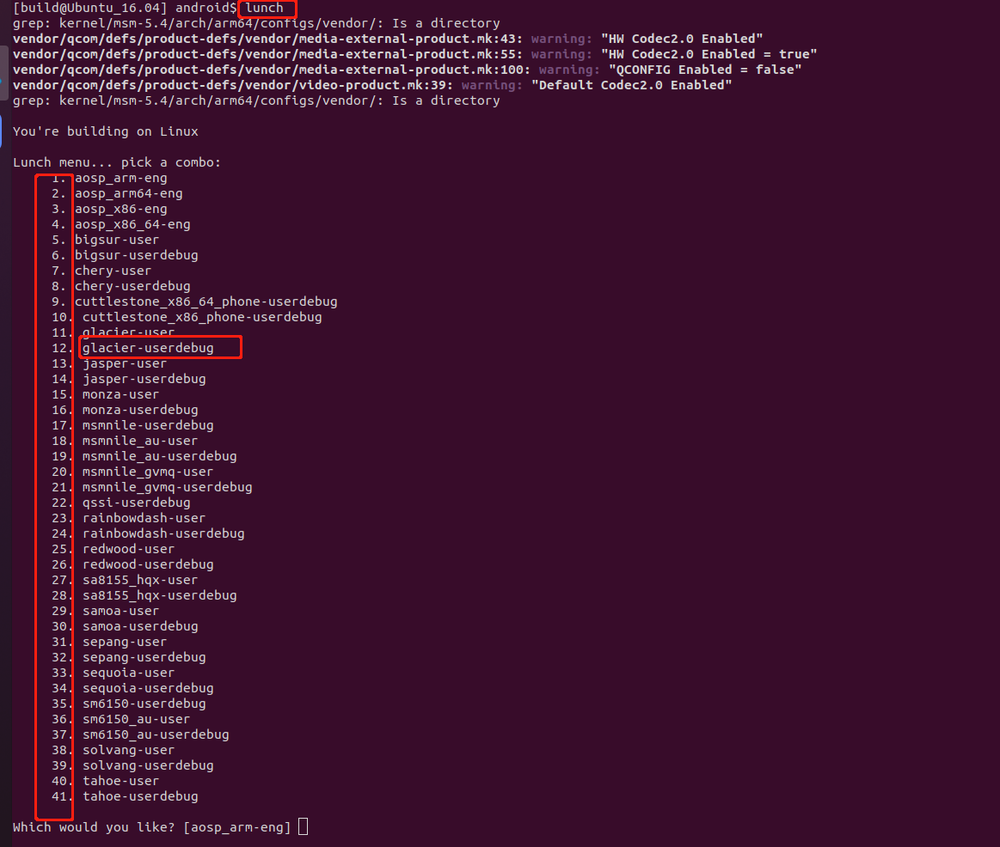 [build@Ubuntu_16.04] android$ lunch
grep: kernel/msm-5.4/arch/arm64/configs/vendor/: Is a directory
vendor/qcom/defs/product-defs/vendor/media-external-product.mk:43: warning: "HW Codec2.0 Enabled"
vendor/qcom/defs/product-defs/vendor/media-external-product.mk:55: warning: "HW Codec2.0 Enabled = true"
vendor/qcom/defs/product-defs/vendor/media-external-product.mk:100: warning: "QCONFIG Enabled = false"
vendor/qcom/defs/product-defs/vendor/video-product.mk:39: warning: "Default Codec2.0 Enabled"
grep: kernel/msm-5.4/arch/arm64/configs/vendor/: Is a directory
You're building on Linux
Lunch menu... pick a combo:
1. aosp_arm-eng
2. aosp_arm64-eng
3. aosp_x86-eng
4. aosp_x86_64-eng
5. bigsur-user
6. bigsur-userdebug
7. chery-user
8. chery-userdebug
9. cuttlestone_x86_64_phone-userdebug
10. cuttlestone_x86_phone-userdebug
11. glacier-user
12. glacier-userdebug
13. jasper-user
14. jasper-userdebug
15. monza-user
16. monza-userdebug
17. msmnile-userdebug
18. msmnile_au-user
19. msmnile_au-userdebug
20. msmnile_gvmq-user
21. msmnile_gvmq-userdebug
22. qssi-userdebug
23. rainbowdash-user
24. rainbowdash-userdebug
25. redwood-user
26. redwood-userdebug
27. sa8155_hqx-user
28. sa8155_hqx-userdebug
29. samoa-user
30. samoa-userdebug
31. sepang-user
32. sepang-userdebug
33. sequoia-user
34. sequoia-userdebug
35. sm6150-userdebug
36. sm6150_au-user
37. sm6150_au-userdebug
38. solvang-user
39. solvang-userdebug
40. tahoe-user
41. tahoe-userdebug
Which would you like? [aosp_arm-eng]